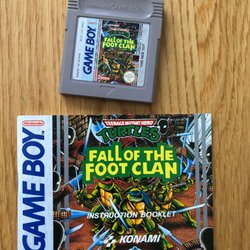 GAME BOY
TURTLES
FALL OF THE
FOOT CLAN
Nintendo
GAME BOY
TEENAGE MUTANT HERO
TURTLES
FALL OF THE
FOOT CLAN
INSTRUCTION BOOKLET
KONAMI